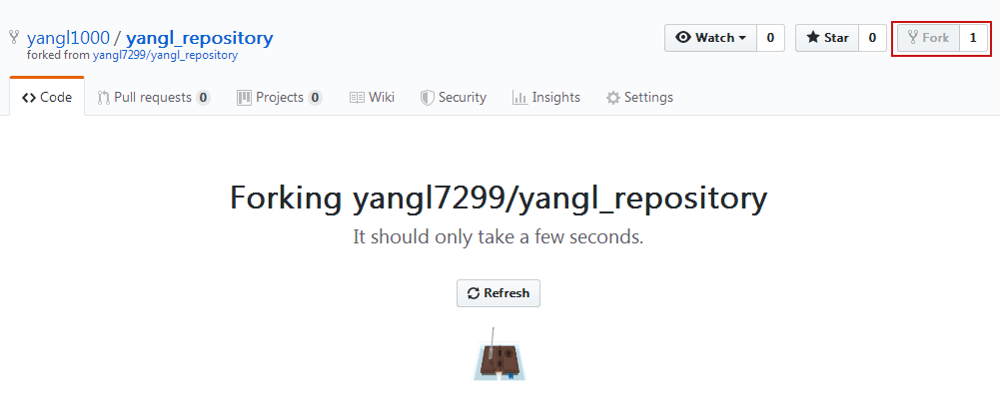 yangl1000 / yangl_repository
forked from yangl7299/yangl_repository
Watch 0 Star 0 Fork 1
Code Pull requests 0 Projects 0 Wiki Security Insights Settings
Forking yangl7299/yangl_repository
It should only take a few seconds.
Refresh